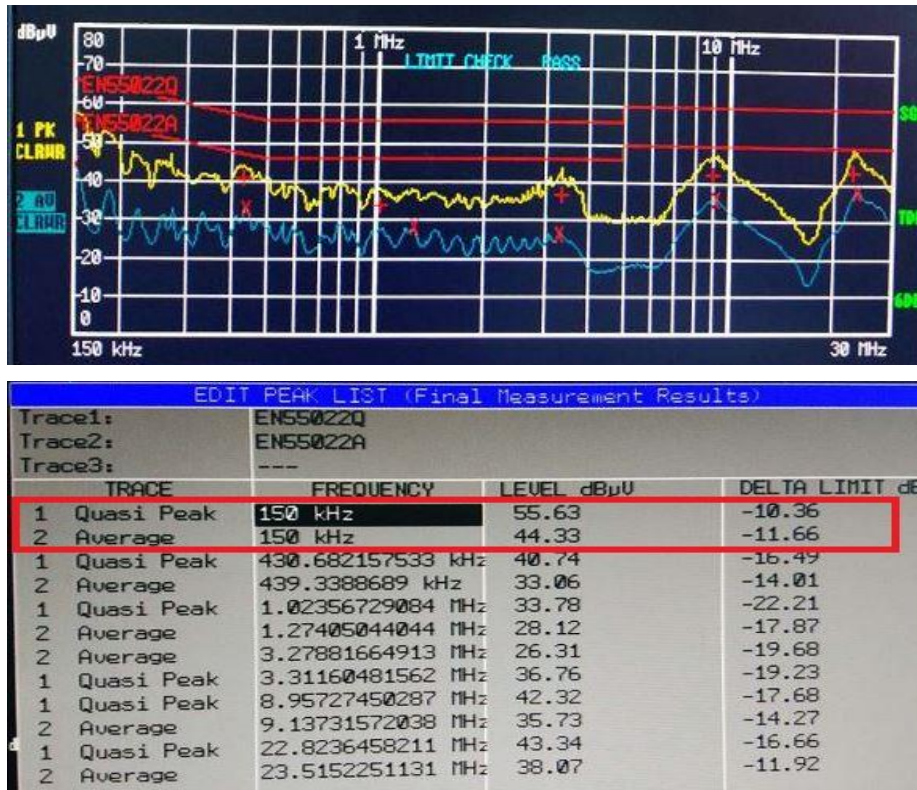 dBµV
80
1 MHz
10 MHz
-70
LIMIT CHECK PASS
EN55022Q
-60
SG
EN55022A
1 PK
CLRWR
-50
-40
2 AV
CLRWR
-30
TD
-20
-10
6D
0
150 kHz
30 MHz
EDIT PEAK LIST (Final Measurement Results)
Trace1: EN55022Q
Trace2: EN55022A
Trace3: ---
TRACE FREQUENCY LEVEL dBµV DELTA LIMIT dB
1 Quasi Peak 150 kHz 55.63 -10.36
2 Average 150 kHz 44.33 -11.66
1 Quasi Peak 430.682157533 kHz 40.74 -16.49
2 Average 439.3388689 kHz 33.06 -14.01
1 Quasi Peak 1.02356729084 MHz 33.78 -22.21
2 Average 1.27405044044 MHz 28.12 -17.87
2 Average 3.27881664913 MHz 26.31 -19.68
1 Quasi Peak 3.31160481562 MHz 36.76 -19.23
1 Quasi Peak 8.95727450287 MHz 42.32 -17.68
2 Average 9.13731572038 MHz 35.73 -14.27
1 Quasi Peak 22.8236458211 MHz 43.34 -16.66
2 Average 23.5152251131 MHz 38.07 -11.92